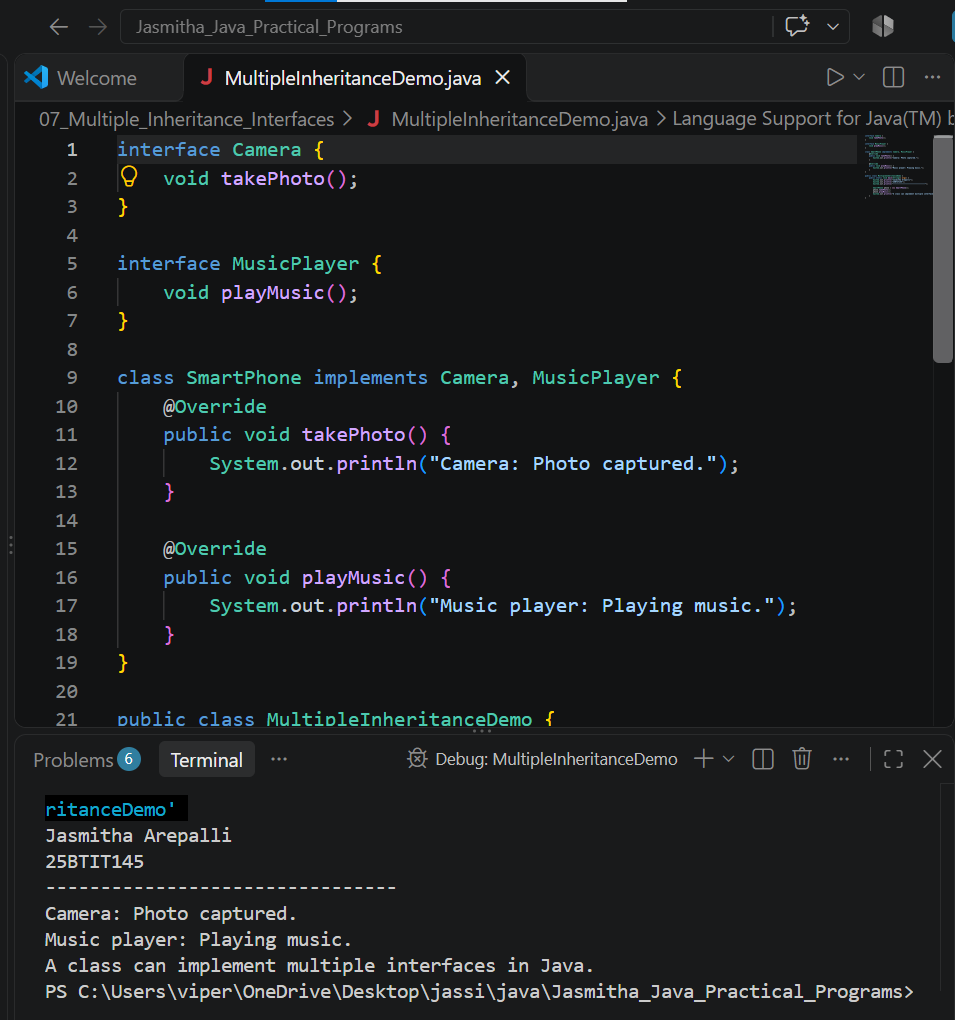 Jasmitha_Java_Practical_Programs
Welcome
J MultipleInheritanceDemo.java
07_Multiple_Inheritance_Interfaces > J MultipleInheritanceDemo.java > Language Support for Java(TM) b
1 interface Camera {
2     void takePhoto();
3 }
4
5 interface MusicPlayer {
6     void playMusic();
7 }
8
9 class SmartPhone implements Camera, MusicPlayer {
10     @Override
11     public void takePhoto() {
12         System.out.println("Camera: Photo captured.");
13     }
14
15     @Override
16     public void playMusic() {
17         System.out.println("Music player: Playing music.");
18     }
19 }
20
21 public class MultipleInheritanceDemo {
Problems 6 Terminal ··· Debug: MultipleInheritanceDemo
ritanceDemo'
Jasmitha Arepalli
25BTIT145
--------------------------------
Camera: Photo captured.
Music player: Playing music.
A class can implement multiple interfaces in Java.
PS C:\Users\viper\OneDrive\Desktop\jassi\java\Jasmitha_Java_Practical_Programs>